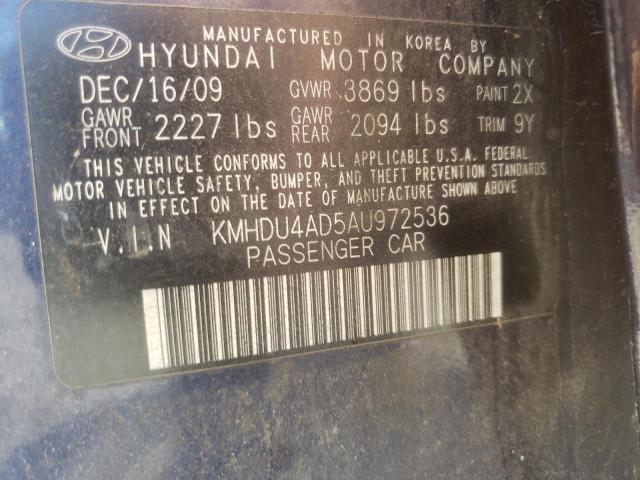 MANUFACTURED IN KOREA BY
HYUNDAI MOTOR COMPANY
DEC/16/09 GVWR 3869 lbs PAINT 2X
GAWR FRONT 2227 lbs GAWR REAR 2094 lbs TRIM 9Y
THIS VEHICLE CONFORMS TO ALL APPLICABLE U.S.A. FEDERAL
MOTOR VEHICLE SAFETY, BUMPER, AND THEFT PREVENTION STANDARDS
IN EFFECT ON THE DATE OF MANUFACTURE SHOWN ABOVE
V.I.N KMHDU4AD5AU972536
PASSENGER CAR